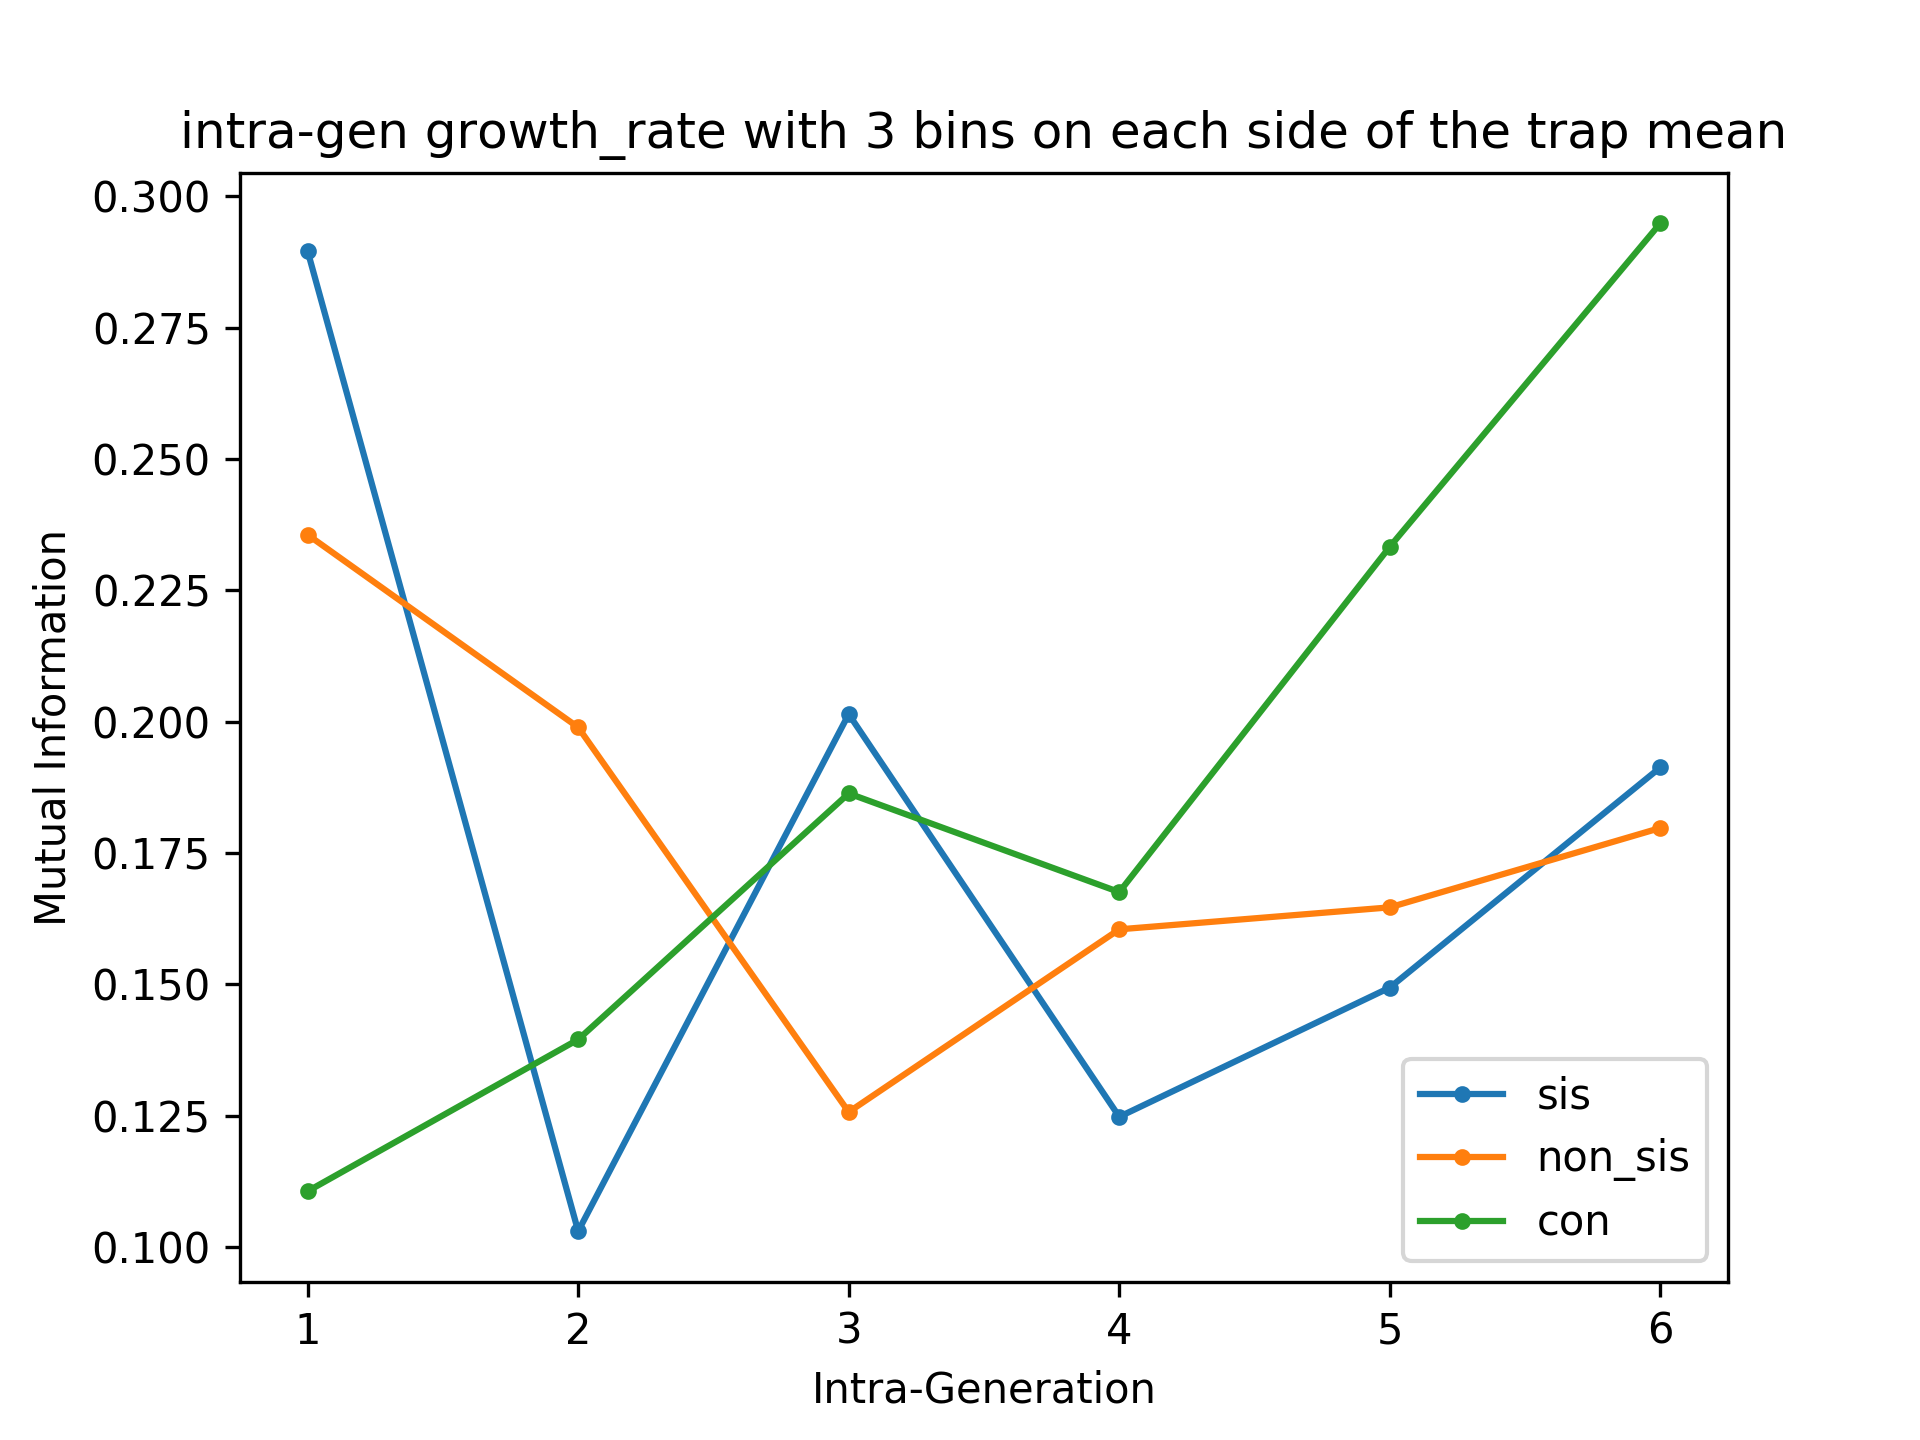 intra-gen growth_rate with 3 bins on each side of the trap mean
0.300
0.275
0.250
0.225
0.200
0.175
0.150
0.125
0.100
Mutual Information
1 2 3 4 5 6
Intra-Generation
sis
non_sis
con